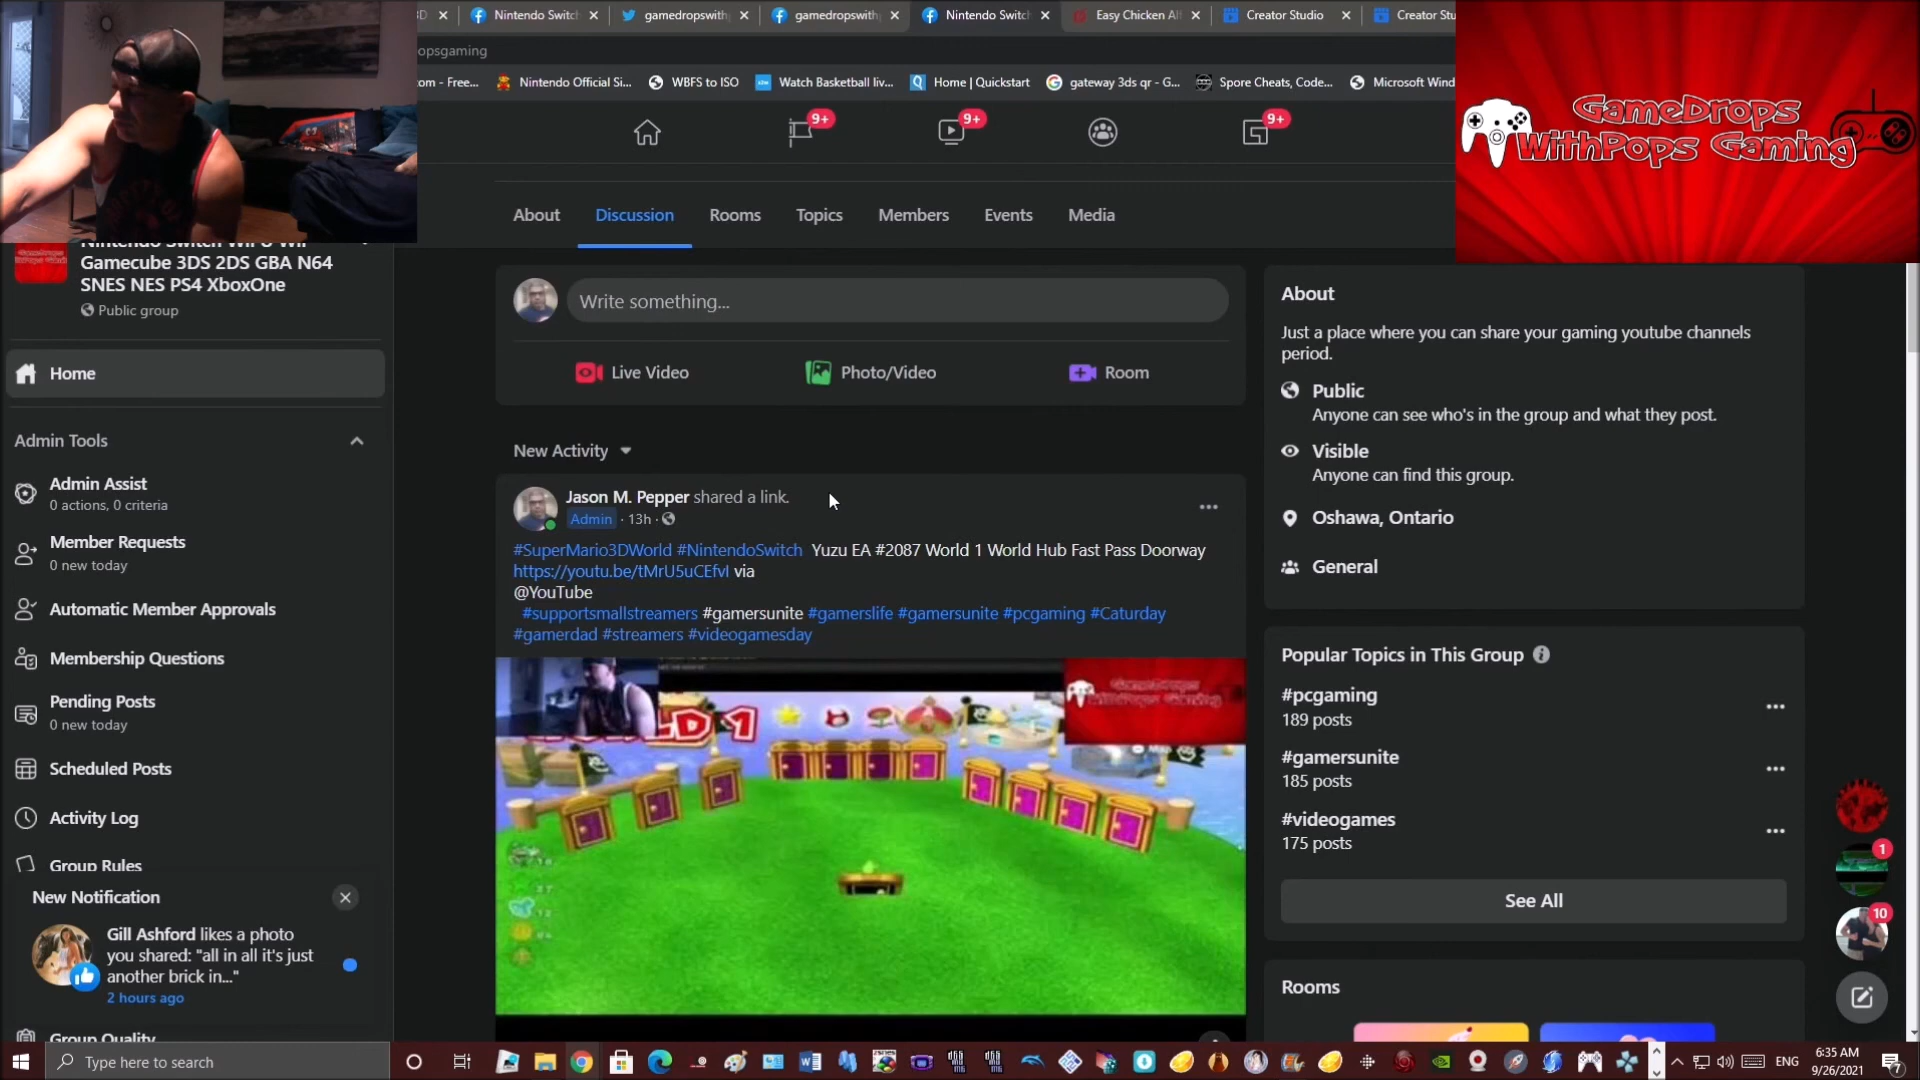 Nintendo Switch
gamedropswith
gamedropswith
Nintendo Switch
Easy Chicken Alf
Creator Studio
Creator Stu
opsgaming
om - Free...
Nintendo Official Si...
WBFS to ISO
Watch Basketball liv...
Home | Quickstart
gateway 3ds qr - G...
Spore Cheats, Code...
Microsoft Wind
GameDrops
WithPops Gaming
9+
9+
9+
About
Discussion
Rooms
Topics
Members
Events
Media
Gamecube 3DS 2DS GBA N64
SNES NES PS4 XboxOne
Public group
Home
Admin Tools
Admin Assist
0 actions, 0 criteria
Member Requests
0 new today
Automatic Member Approvals
Membership Questions
Pending Posts
0 new today
Scheduled Posts
Activity Log
Group Rules
New Notification
Gill Ashford likes a photo
you shared: "all in all it's just
another brick in..."
2 hours ago
Group Quality
Write something...
Live Video
Photo/Video
Room
New Activity
Jason M. Pepper shared a link.
Admin · 13h ·
#SuperMario3DWorld #NintendoSwitch Yuzu EA #2087 World 1 World Hub Fast Pass Doorway
https://youtu.be/tMrU5uCEfvI via
@YouTube
#supportsmallstreamers #gamersunite #gamerslife #gamersunite #pcgaming #Caturday
#gamerdad #streamers #videogamesday
About
Just a place where you can share your gaming youtube channels
period.
Public
Anyone can see who's in the group and what they post.
Visible
Anyone can find this group.
Oshawa, Ontario
General
Popular Topics in This Group
#pcgaming
189 posts
#gamersunite
185 posts
#videogames
175 posts
See All
Rooms
1
10
Type here to search
ENG
6:35 AM
9/26/2021
7